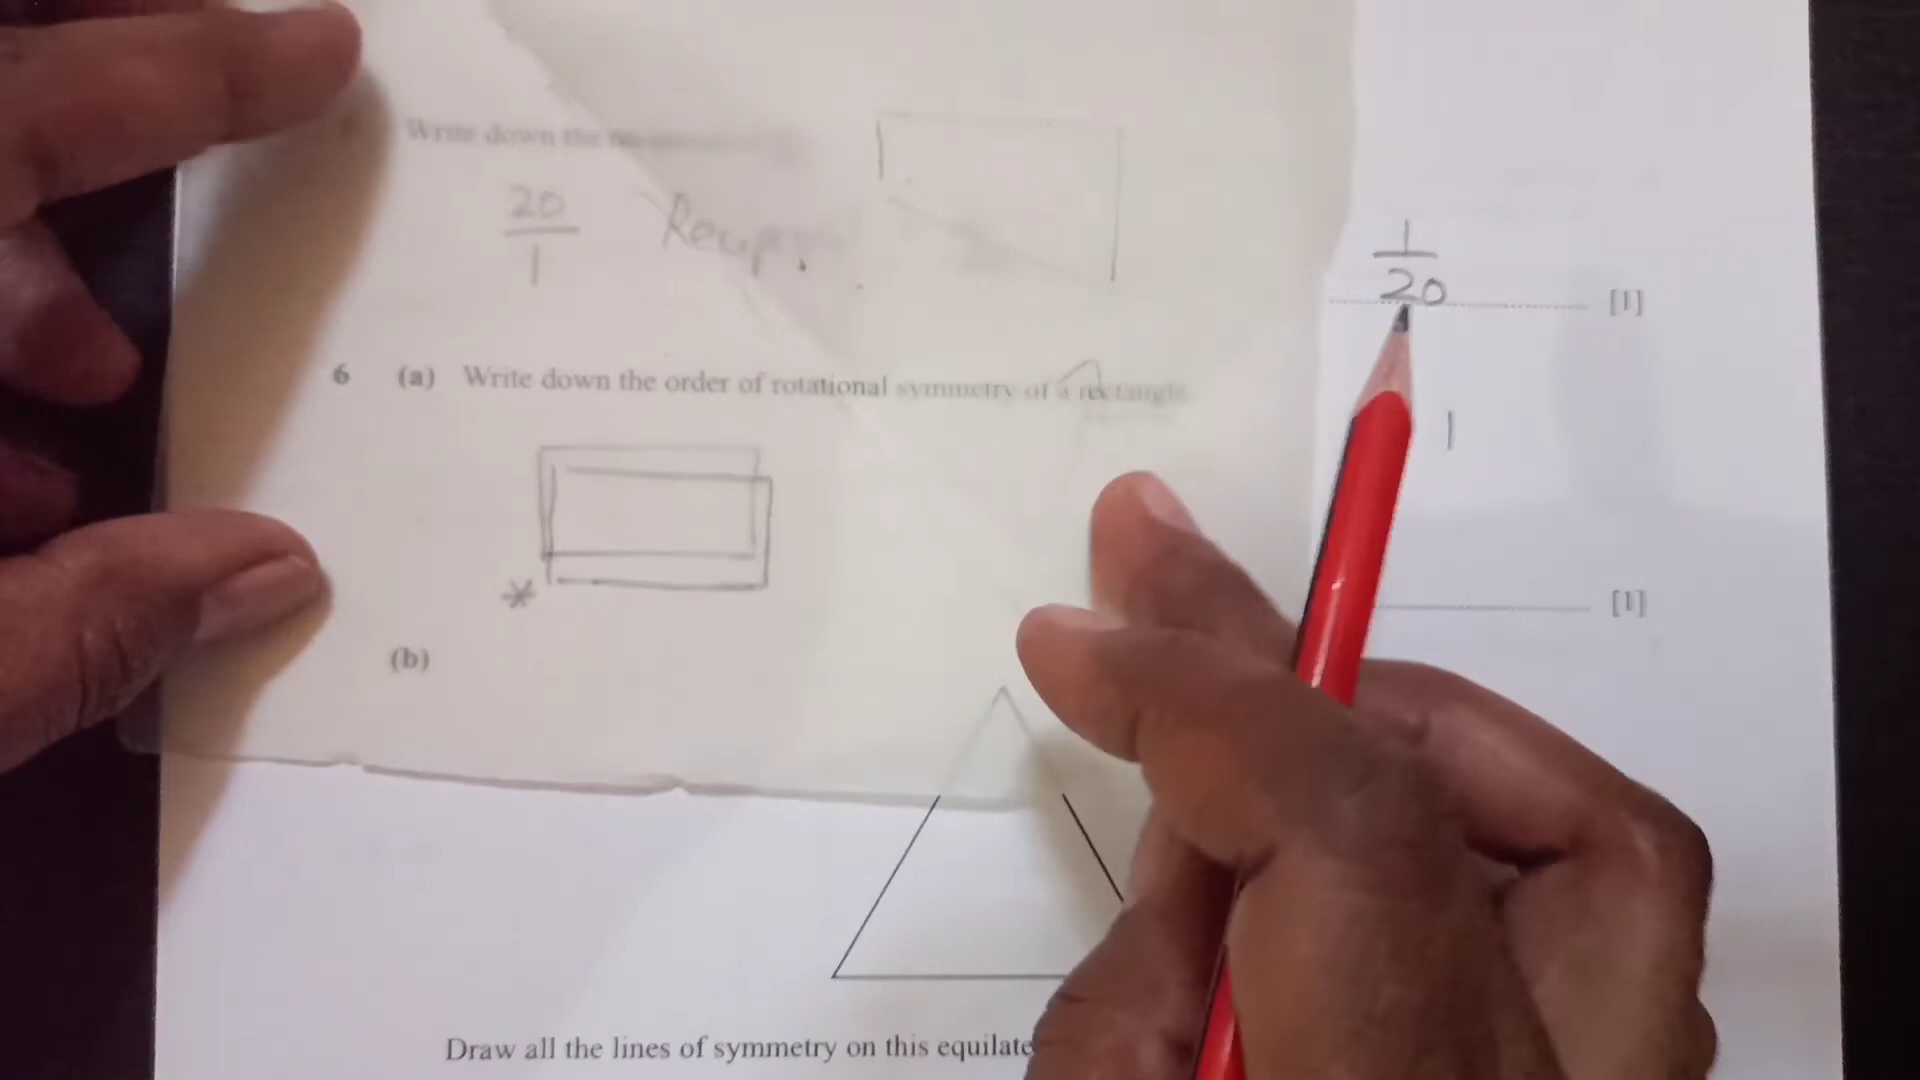 Write down the
20
1
1
20
[1]
6 (a) Write down the order of rotational symmetry of a rectangle.
1
*
[1]
(b)
Draw all the lines of symmetry on this equilate